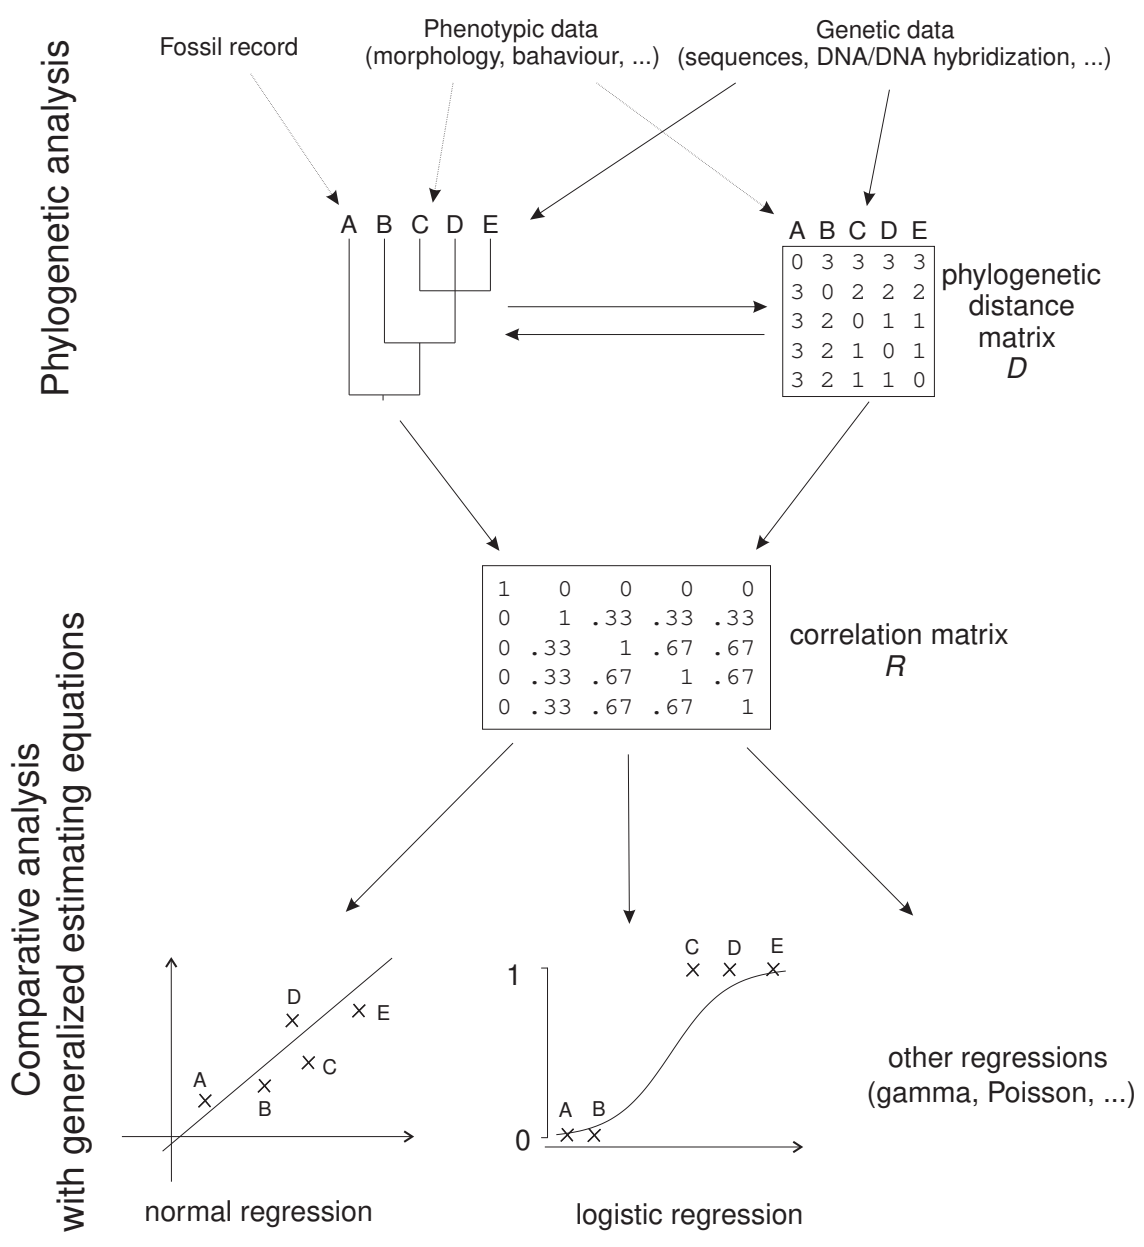 Phylogenetic analysis
Fossil record
Phenotypic data
(morphology, bahaviour, ...)
Genetic data
(sequences, DNA/DNA hybridization, ...)
A B C D E
A B C D E
0 3 3 3 3
3 0 2 2 2
3 2 0 1 1
3 2 1 0 1
3 2 1 1 0
phylogenetic
distance
matrix
D
1 0 0 0 0
0 1 .33 .33 .33
0 .33 1 .67 .67
0 .33 .67 1 .67
0 .33 .67 .67 1
correlation matrix
R
Comparative analysis
with generalized estimating equations
A
B
D
C
E
normal regression
1
0
A B
C D E
logistic regression
other regressions
(gamma, Poisson, ...)